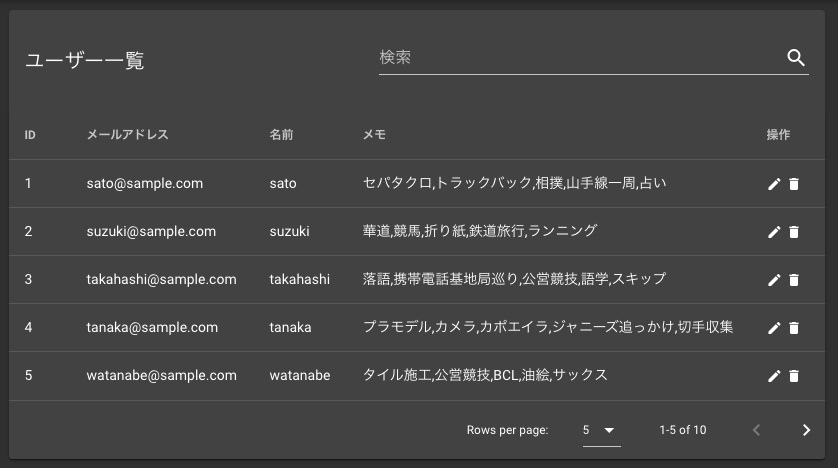 ユーザー一覧
検索
ID メールアドレス 名前 メモ 操作
1 sato@sample.com sato セパタクロ,トラックバック,相撲,山手線一周,占い
2 suzuki@sample.com suzuki 華道,競馬,折り紙,鉄道旅行,ランニング
3 takahashi@sample.com takahashi 落語,携帯電話基地局巡り,公営競技,語学,スキップ
4 tanaka@sample.com tanaka プラモデル,カメラ,カポエイラ,ジャニーズ追っかけ,切手収集
5 watanabe@sample.com watanabe タイル施工,公営競技,BCL,油絵,サックス
Rows per page: 5 1-5 of 10